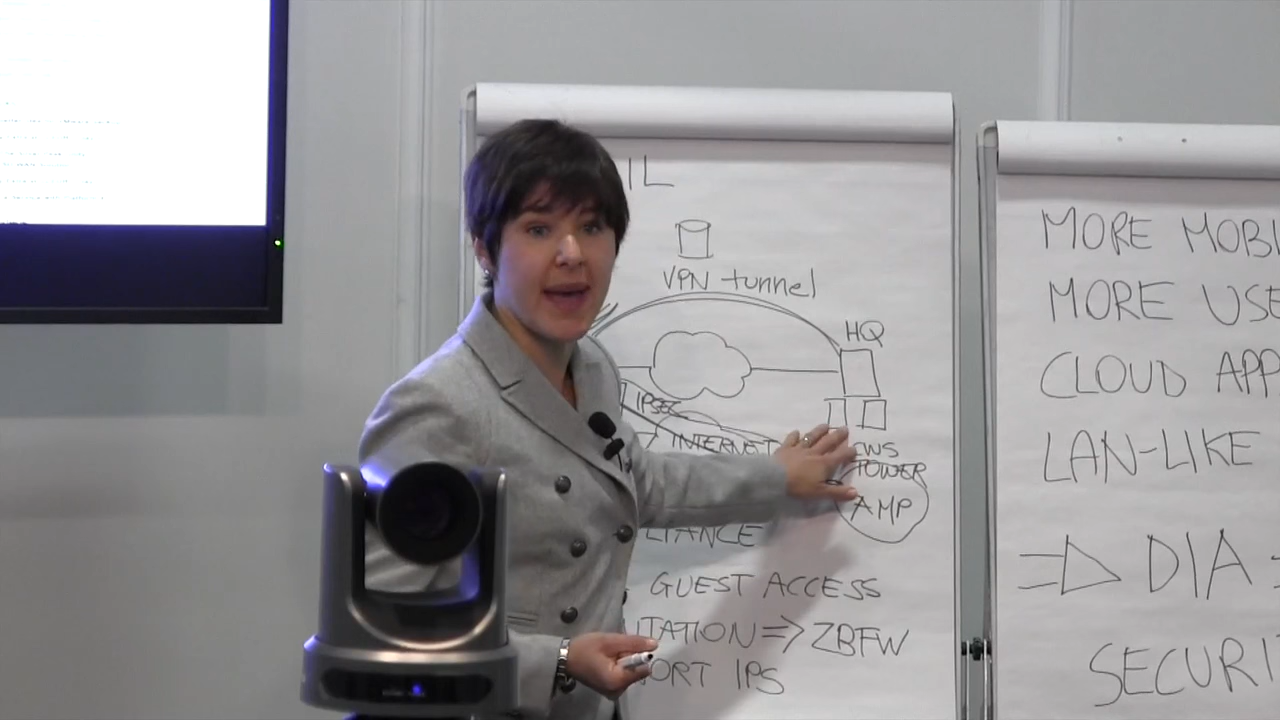 IL
VPN tunnel
HQ
IPSEC
INTERNET
CWS
TOWER
AMP
LIANCE
GUEST ACCESS
TATION => ZBFW
ORT IPS
MORE MOBI
MORE USE
CLOUD APP
LAN-LIKE
=> DIA =
SECURI